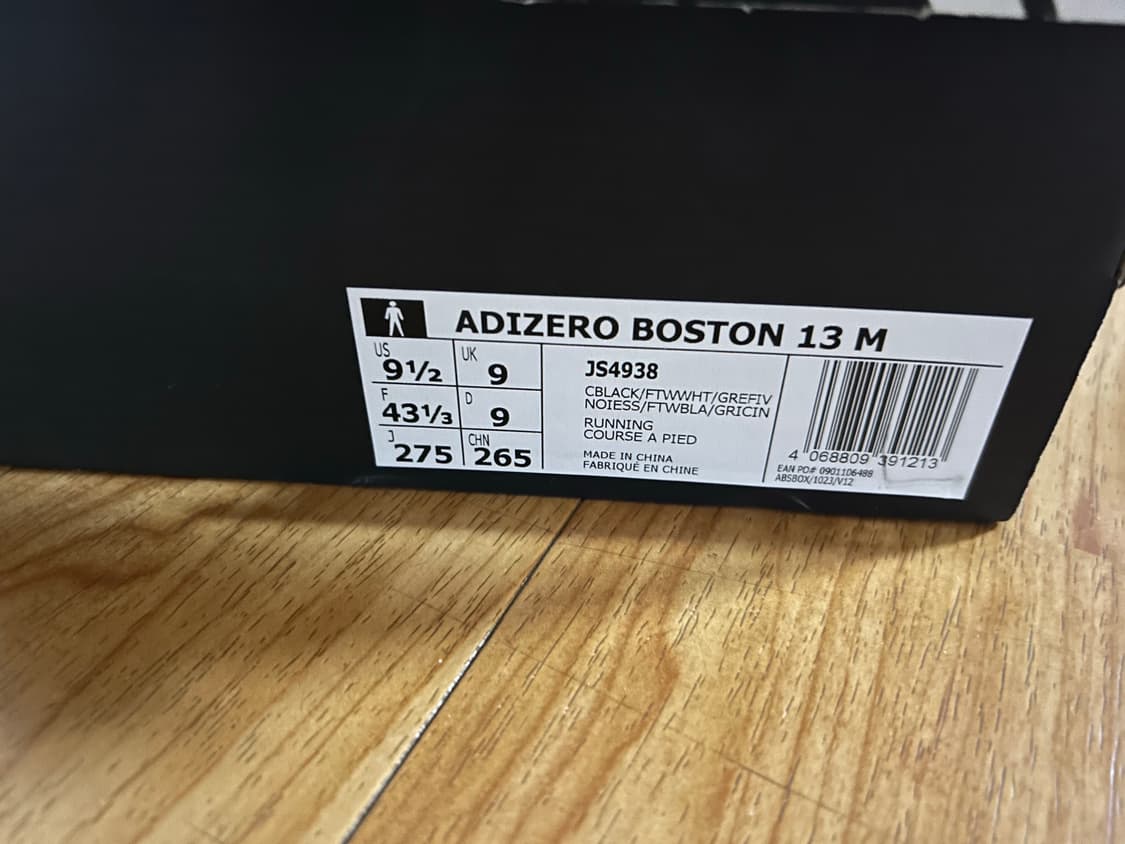 ADIZERO BOSTON 13 M
US 9½ UK 9
F 43⅓ D 9
J 275 CHN 265
JS4938
CBLACK/FTWWHT/GREFIV
NOIESS/FTWBLA/GRICIN
RUNNING
COURSE A PIED
MADE IN CHINA
FABRIQUÉ EN CHINE
4 068809 391213
EAN PO# 0901106488
ABSBOX/1023/V12